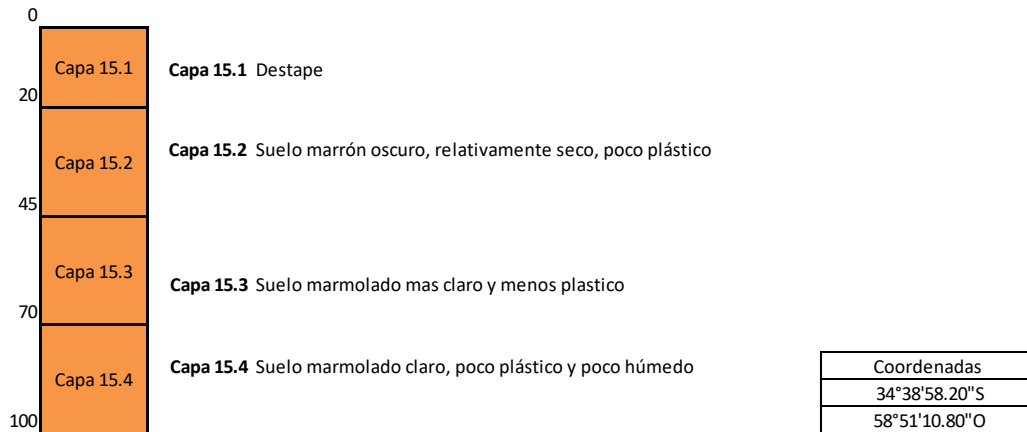 0
Capa 15.1
Capa 15.1 Destape
20
Capa 15.2
Capa 15.2 Suelo marrón oscuro, relativamente seco, poco plástico
45
Capa 15.3
Capa 15.3 Suelo marmolado mas claro y menos plastico
70
Capa 15.4
Capa 15.4 Suelo marmolado claro, poco plástico y poco húmedo
100
Coordenadas
34°38'58.20"S
58°51'10.80"O